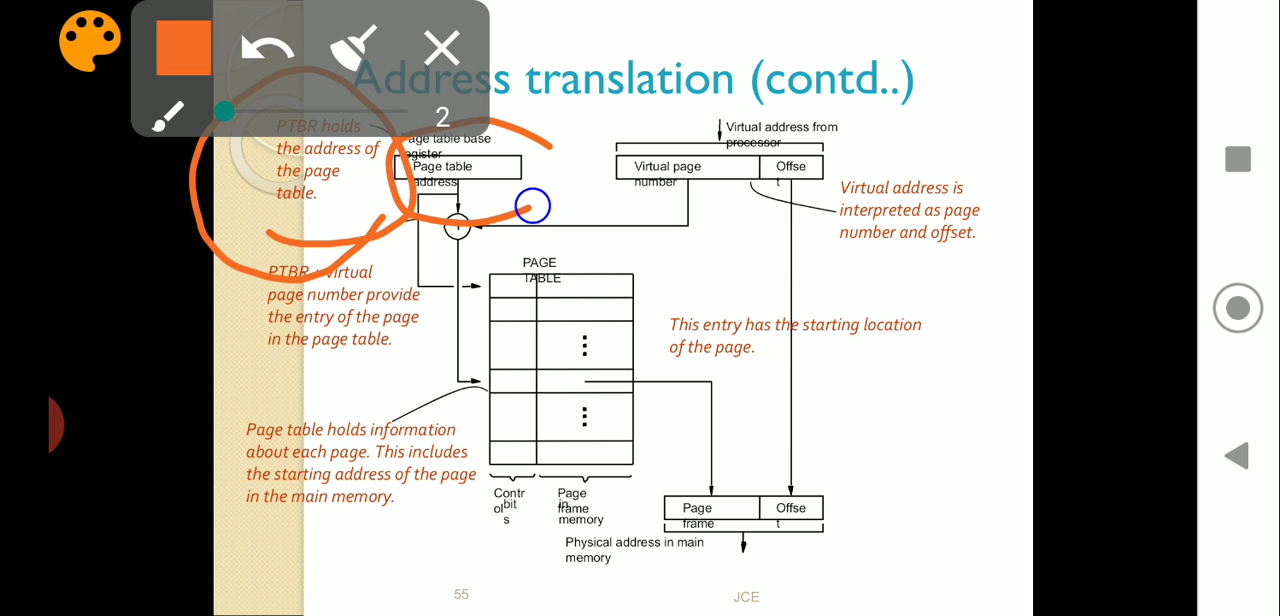 2
Address translation (contd..)
PTBR holds
the address of
the page
table.
age table base
egister
Page table
address
Virtual address from
processor
Virtual page
number
Offse
t
Virtual address is
interpreted as page
number and offset.
+
PTBR + virtual
page number provide
the entry of the page
in the page table.
PAGE
TABLE
This entry has the starting location
of the page.
Page table holds information
about each page. This includes
the starting address of the page
in the main memory.
Contr
ol
bit
s
Page
frame
in
memory
Page
frame
Offse
t
Physical address in main
memory
55
JCE